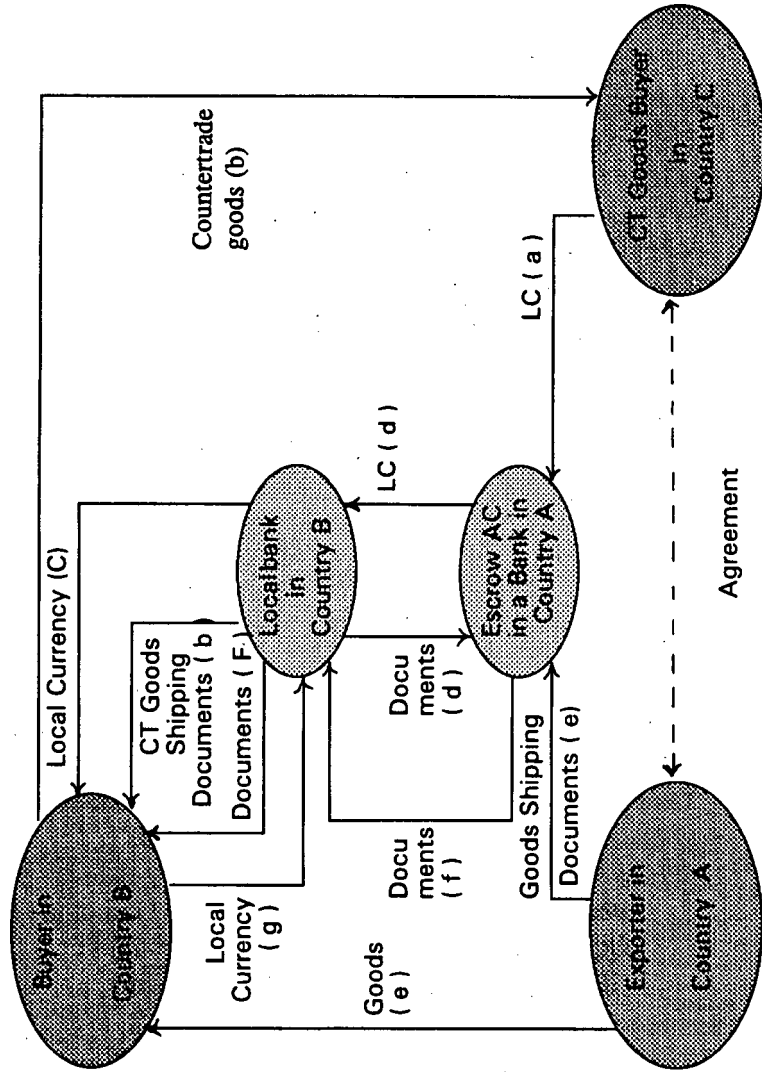 Buyer in
Country B
Local Currency (C)
Countertrade
goods (b)
CT Goods
Shipping
Documents ( b
Documents ( F
Local
Currency
( g )
Goods
( e )
Localbank
in
Country B
LC ( d )
Docu
ments
( d )
Docu
ments
( f )
Escrow AC
in a Bank in
Country A
LC ( a )
Goods Shipping
Documents ( e )
Exporter in
Country A
CT Goods Buyer
in
Country C
Agreement